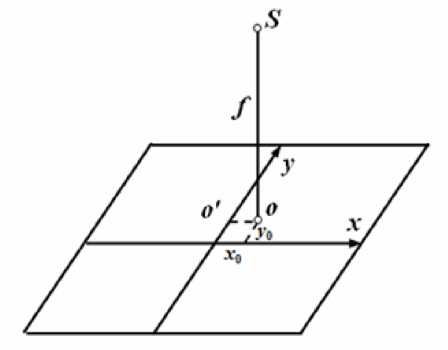 S
f
y
o' o
y₀ x
x₀